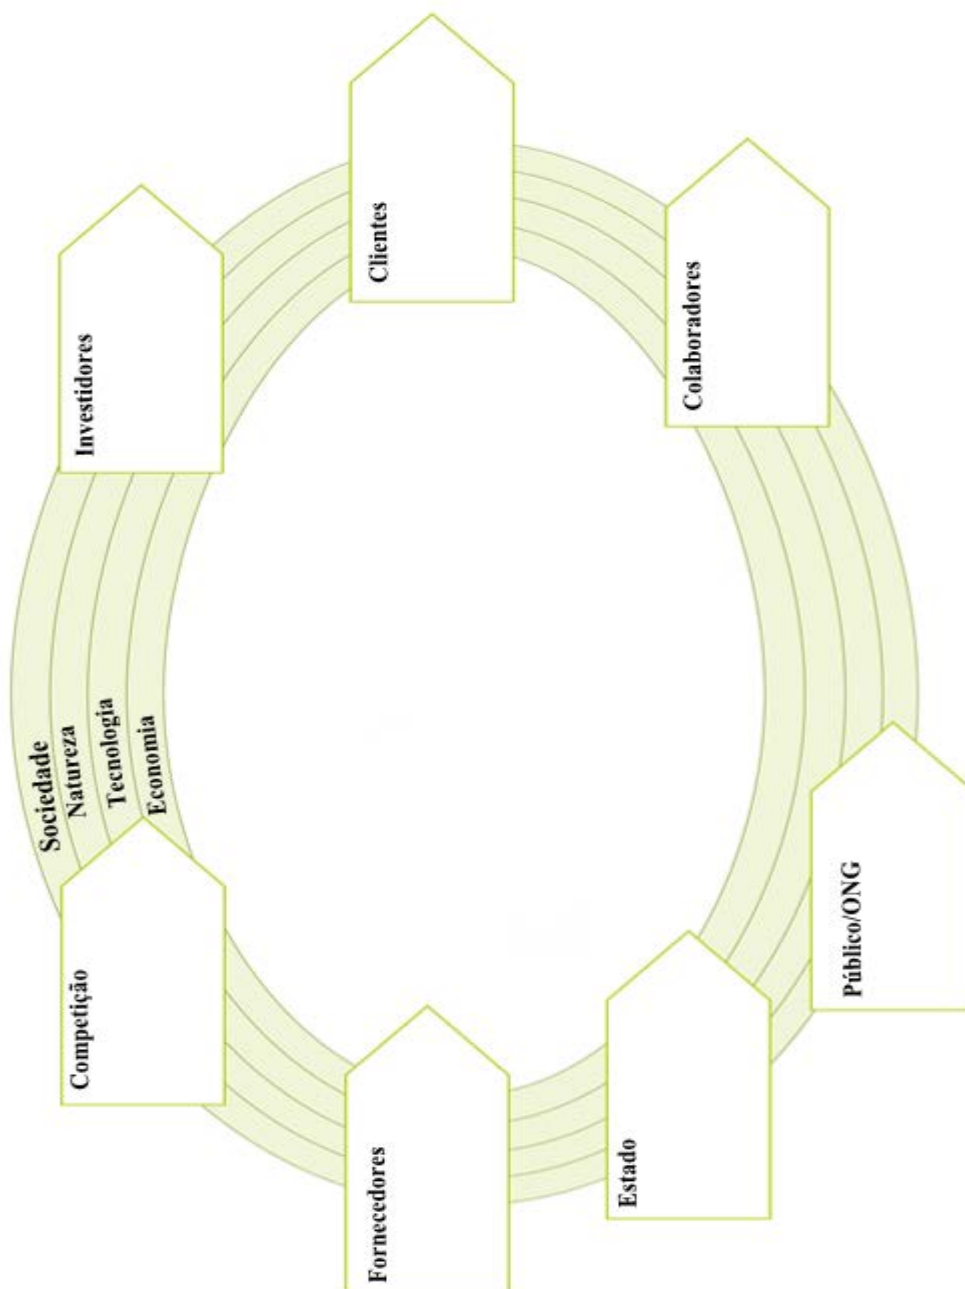 Competição
Sociedade
Natureza
Tecnologia
Economia
Investidores
Fornecedores
Clientes
Estado
Colaboradores
Público/ONG